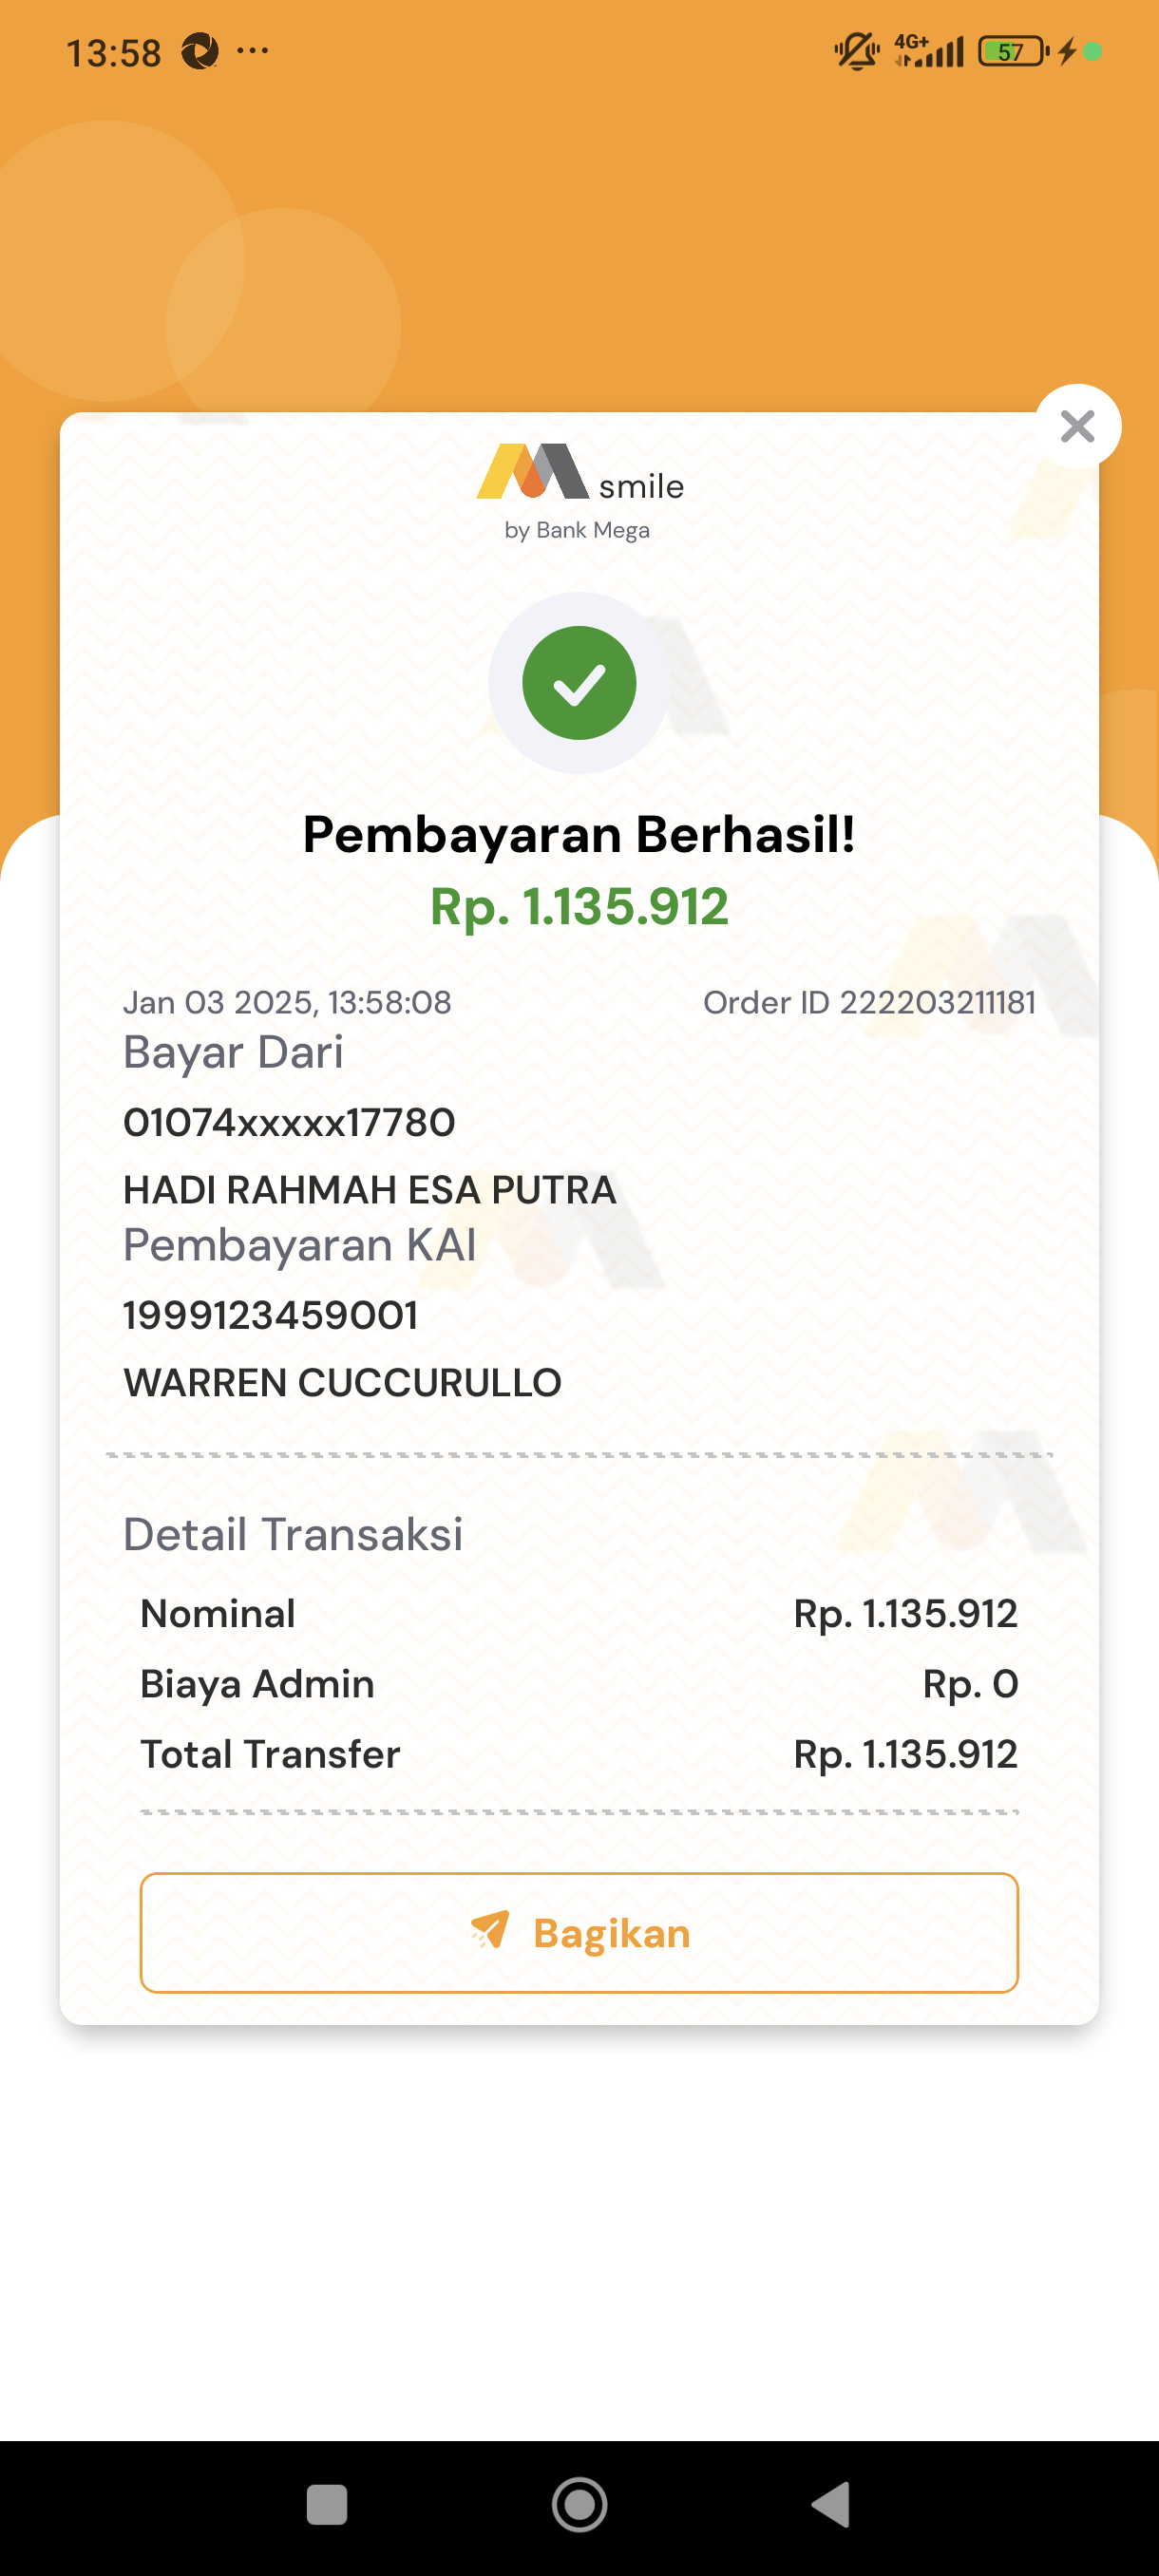 13:58 ...
4G+ 57
smile
by Bank Mega
Pembayaran Berhasil!
Rp. 1.135.912
Jan 03 2025, 13:58:08 Order ID 222203211181
Bayar Dari
01074xxxxx17780
HADI RAHMAH ESA PUTRA
Pembayaran KAI
1999123459001
WARREN CUCCURULLO
Detail Transaksi
Nominal Rp. 1.135.912
Biaya Admin Rp. 0
Total Transfer Rp. 1.135.912
Bagikan